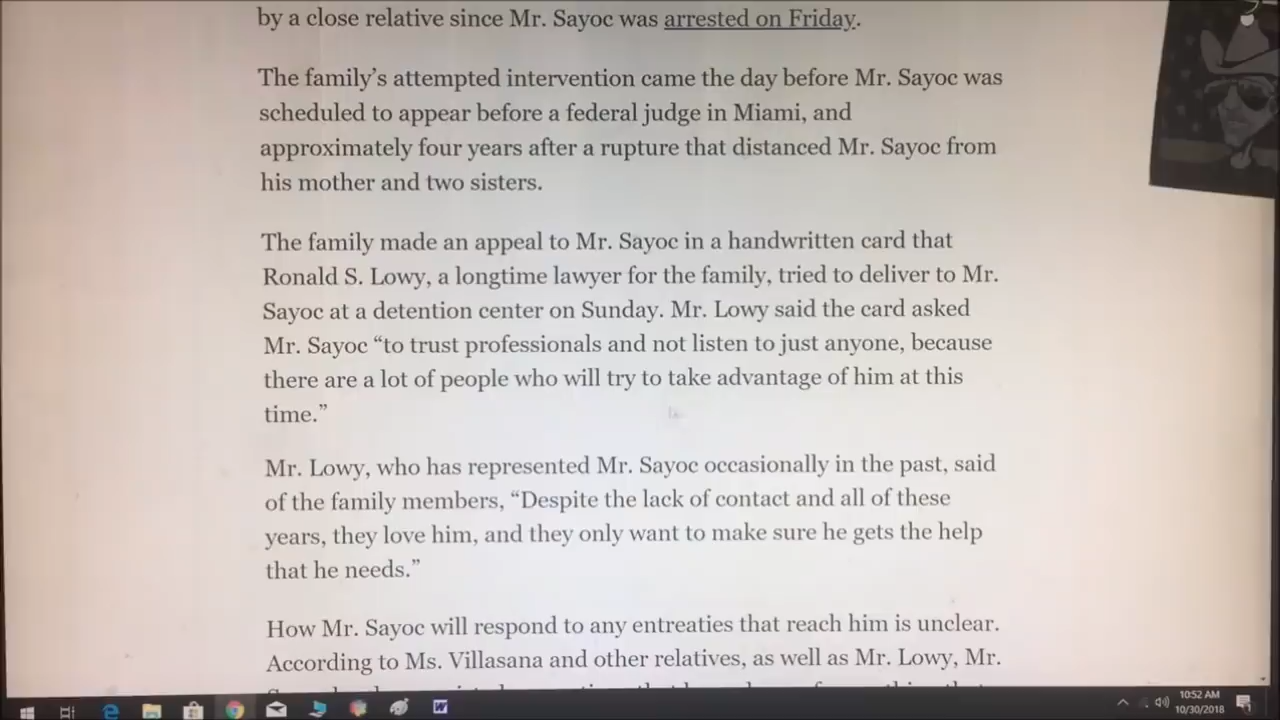 by a close relative since Mr. Sayoc was arrested on Friday.
The family’s attempted intervention came the day before Mr. Sayoc was
scheduled to appear before a federal judge in Miami, and
approximately four years after a rupture that distanced Mr. Sayoc from
his mother and two sisters.
The family made an appeal to Mr. Sayoc in a handwritten card that
Ronald S. Lowy, a longtime lawyer for the family, tried to deliver to Mr.
Sayoc at a detention center on Sunday. Mr. Lowy said the card asked
Mr. Sayoc “to trust professionals and not listen to just anyone, because
there are a lot of people who will try to take advantage of him at this
time.”
Mr. Lowy, who has represented Mr. Sayoc occasionally in the past, said
of the family members, “Despite the lack of contact and all of these
years, they love him, and they only want to make sure he gets the help
that he needs.”
How Mr. Sayoc will respond to any entreaties that reach him is unclear.
According to Ms. Villasana and other relatives, as well as Mr. Lowy, Mr.
10:52 AM
10/30/2018